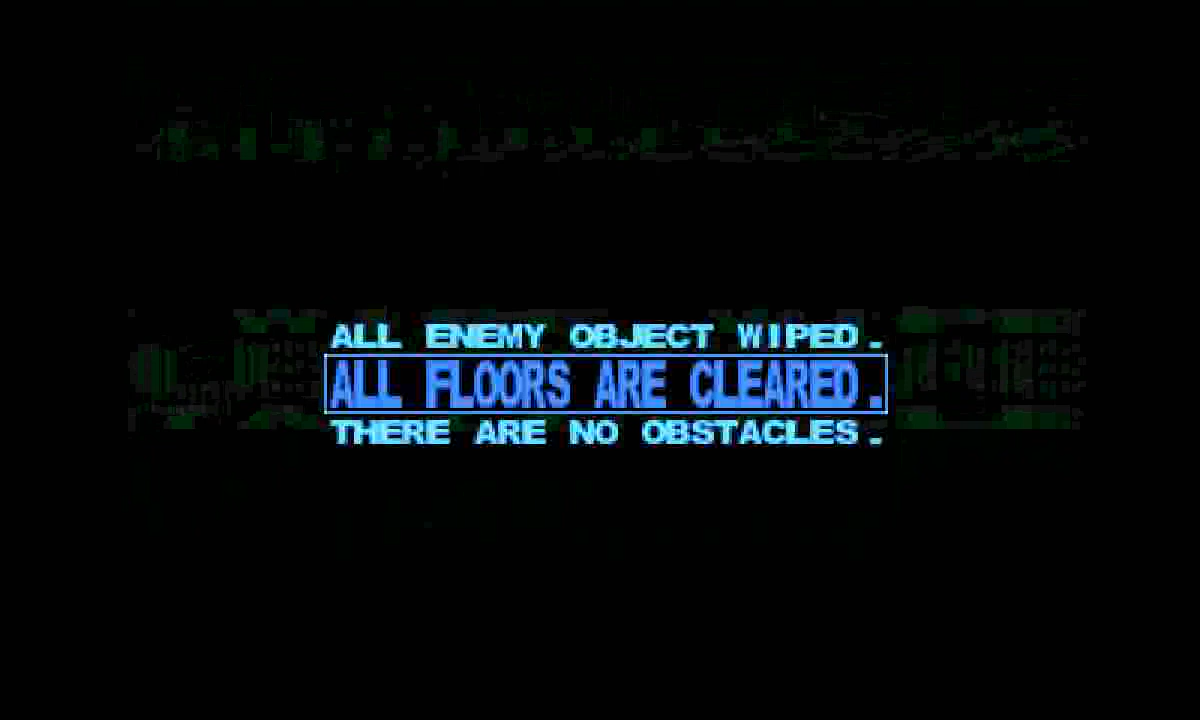 ALL ENEMY OBJECT WIPED.
ALL FLOORS ARE CLEARED.
THERE ARE NO OBSTACLES.